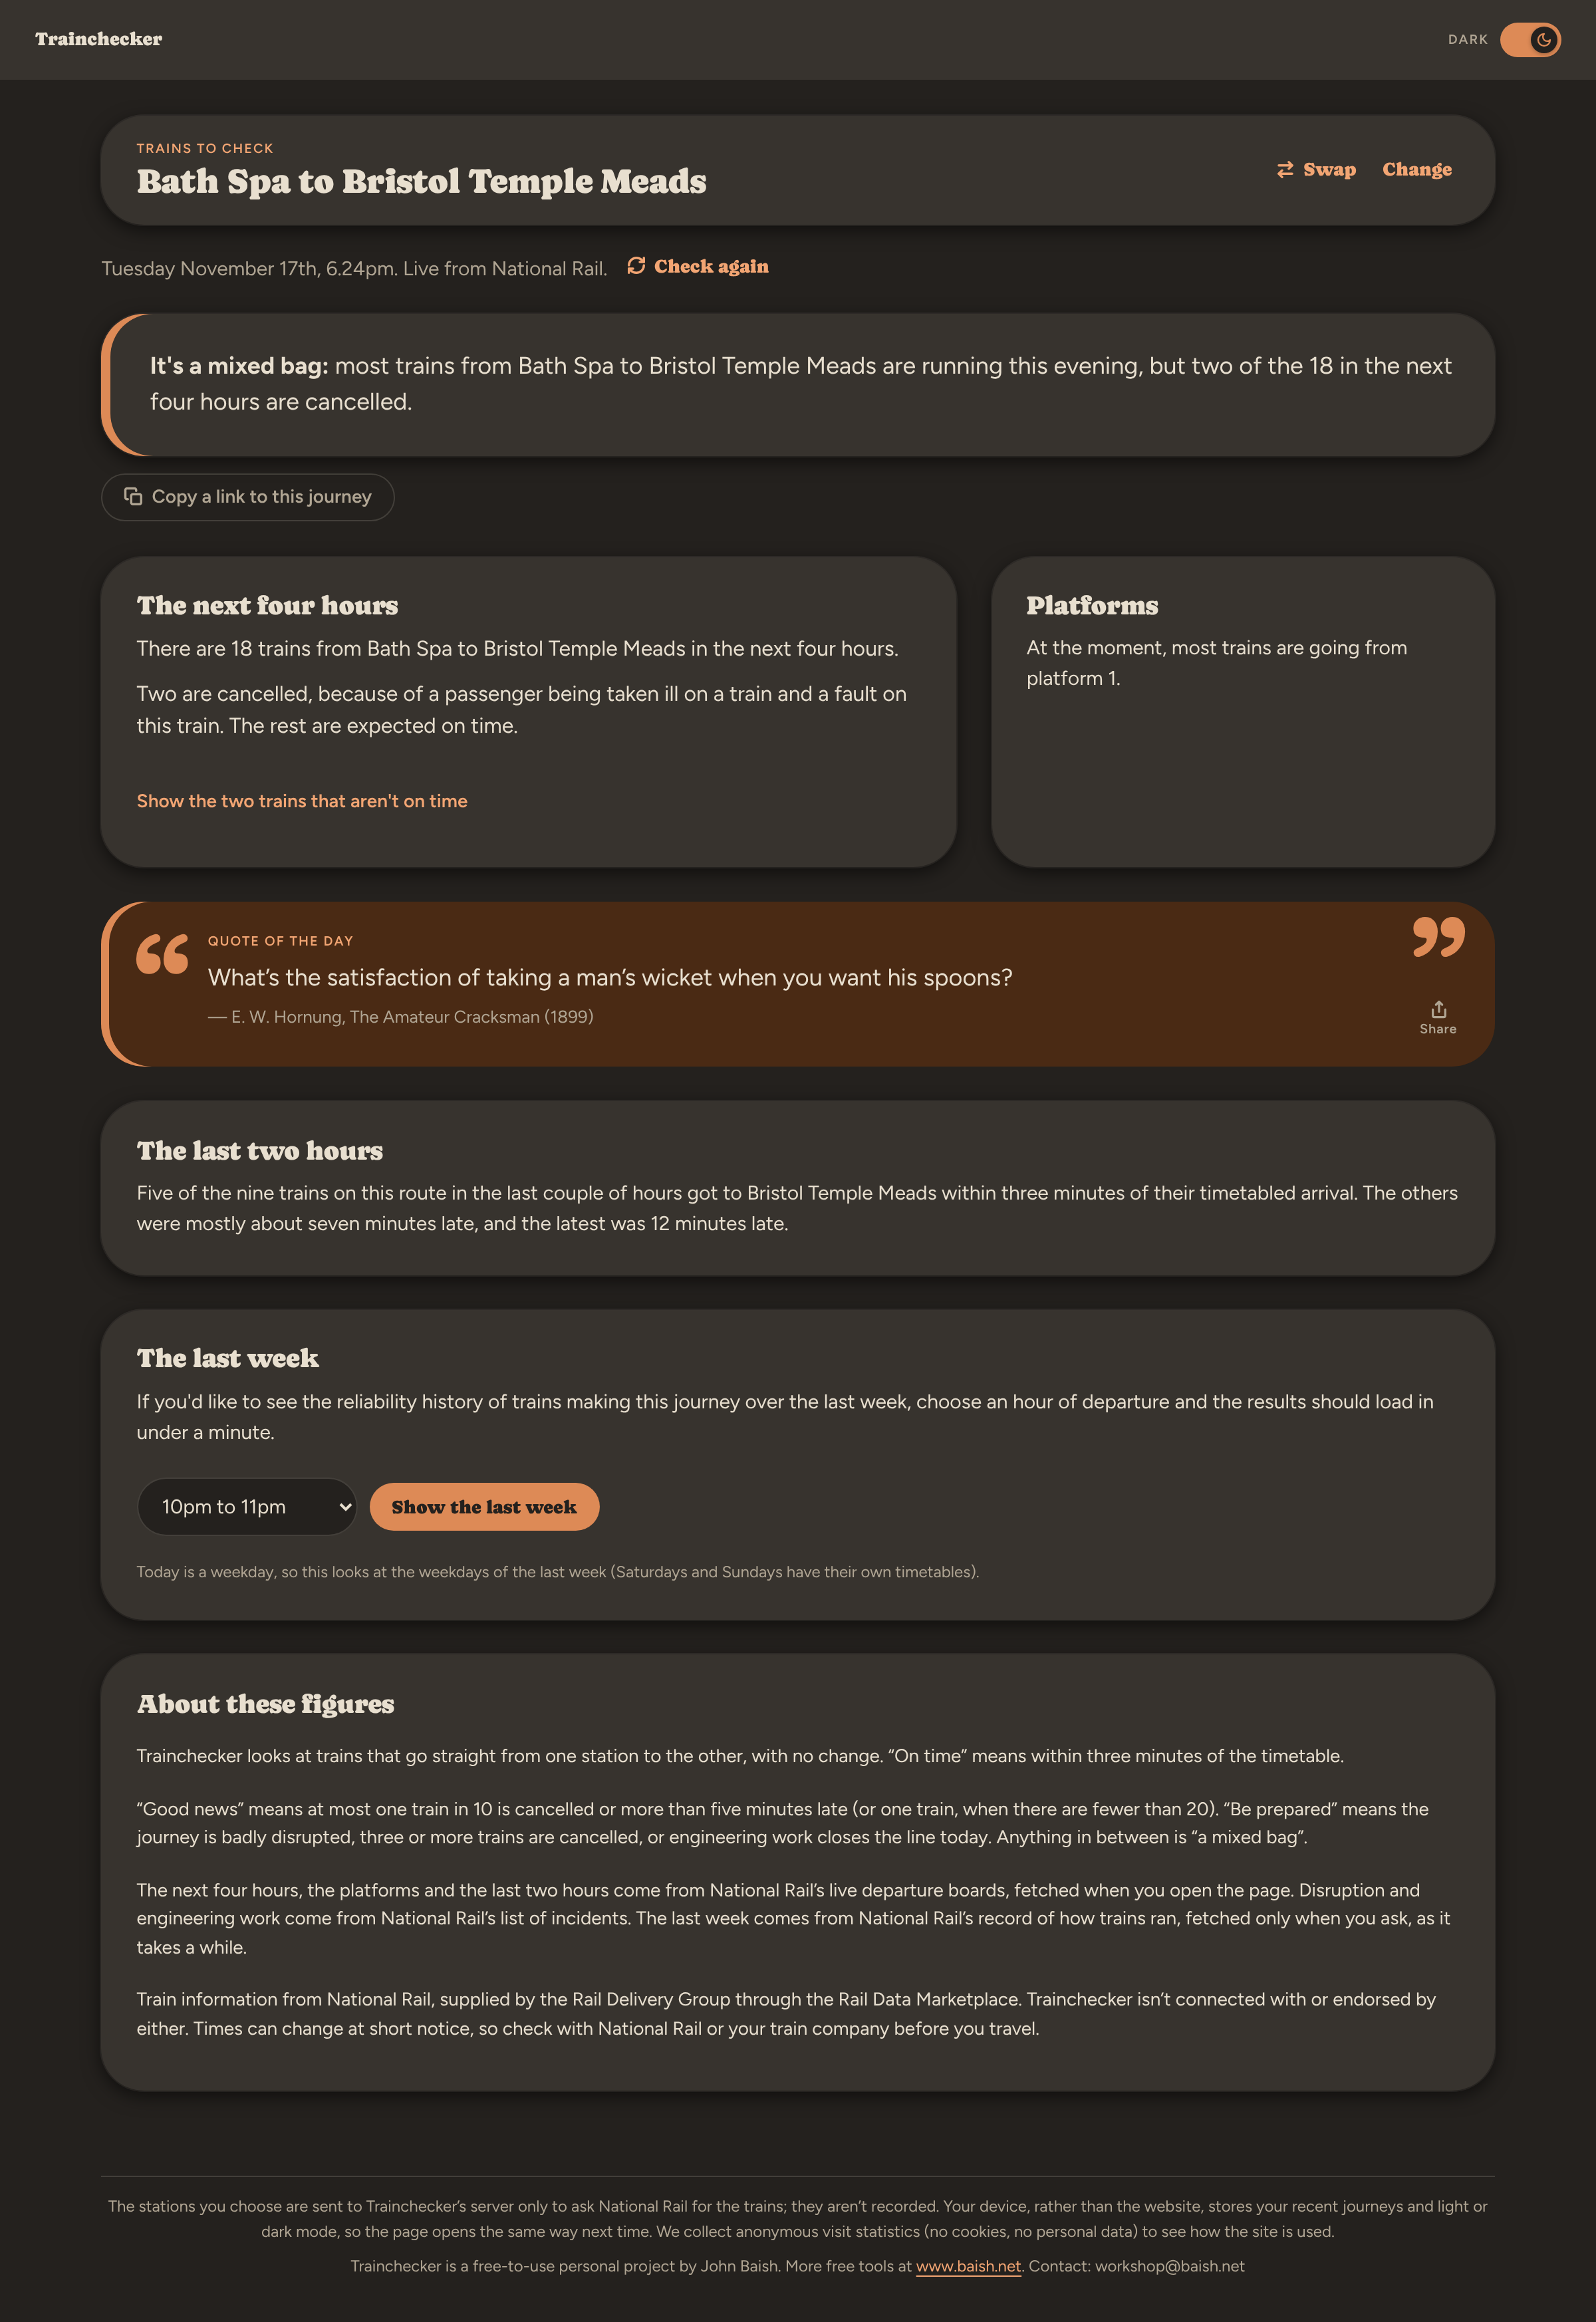 Trainchecker
DARK
TRAINS TO CHECK
Bath Spa to Bristol Temple Meads
Swap
Change
Tuesday November 17th, 6.24pm. Live from National Rail.
Check again
It's a mixed bag: most trains from Bath Spa to Bristol Temple Meads are running this evening, but two of the 18 in the next
four hours are cancelled.
Copy a link to this journey
The next four hours
There are 18 trains from Bath Spa to Bristol Temple Meads in the next four hours.
Two are cancelled, because of a passenger being taken ill on a train and a fault on
this train. The rest are expected on time.
Show the two trains that aren't on time
Platforms
At the moment, most trains are going from
platform 1.
“
QUOTE OF THE DAY
What’s the satisfaction of taking a man’s wicket when you want his spoons?
— E. W. Hornung, The Amateur Cracksman (1899)
”
Share
The last two hours
Five of the nine trains on this route in the last couple of hours got to Bristol Temple Meads within three minutes of their timetabled arrival. The others
were mostly about seven minutes late, and the latest was 12 minutes late.
The last week
If you'd like to see the reliability history of trains making this journey over the last week, choose an hour of departure and the results should load in
under a minute.
10pm to 11pm
Show the last week
Today is a weekday, so this looks at the weekdays of the last week (Saturdays and Sundays have their own timetables).
About these figures
Trainchecker looks at trains that go straight from one station to the other, with no change. “On time” means within three minutes of the timetable.
“Good news” means at most one train in 10 is cancelled or more than five minutes late (or one train, when there are fewer than 20). “Be prepared” means the
journey is badly disrupted, three or more trains are cancelled, or engineering work closes the line today. Anything in between is “a mixed bag”.
The next four hours, the platforms and the last two hours come from National Rail’s live departure boards, fetched when you open the page. Disruption and
engineering work come from National Rail’s list of incidents. The last week comes from National Rail’s record of how trains ran, fetched only when you ask, as it
takes a while.
Train information from National Rail, supplied by the Rail Delivery Group through the Rail Data Marketplace. Trainchecker isn’t connected with or endorsed by
either. Times can change at short notice, so check with National Rail or your train company before you travel.
The stations you choose are sent to Trainchecker’s server only to ask National Rail for the trains; they aren’t recorded. Your device, rather than the website, stores your recent journeys and light or
dark mode, so the page opens the same way next time. We collect anonymous visit statistics (no cookies, no personal data) to see how the site is used.
Trainchecker is a free-to-use personal project by John Baish. More free tools at www.baish.net. Contact: workshop@baish.net